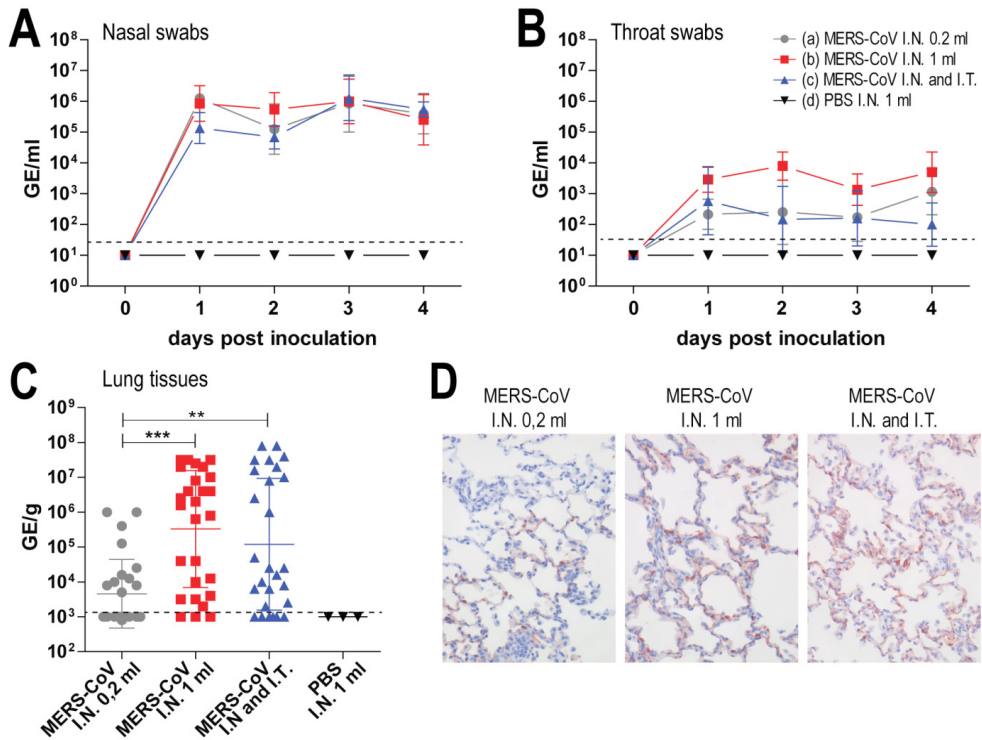 A
Nasal swabs
10⁸
10⁷
10⁶
10⁵
10⁴
10³
10²
10¹
10⁰
GE/ml
0 1 2 3 4
days post inoculation
B
Throat swabs
(a) MERS-CoV I.N. 0.2 ml
(b) MERS-CoV I.N. 1 ml
(c) MERS-CoV I.N. and I.T.
(d) PBS I.N. 1 ml
10⁸
10⁷
10⁶
10⁵
10⁴
10³
10²
10¹
10⁰
GE/ml
0 1 2 3 4
days post inoculation
C
Lung tissues
10⁹
10⁸
10⁷
10⁶
10⁵
10⁴
10³
10²
GE/g
**
***
MERS-CoV
I.N. 0,2 ml
MERS-CoV
I.N. 1 ml
MERS-CoV
I.N and I.T.
PBS
I.N. 1 ml
D
MERS-CoV
I.N. 0,2 ml
MERS-CoV
I.N. 1 ml
MERS-CoV
I.N. and I.T.